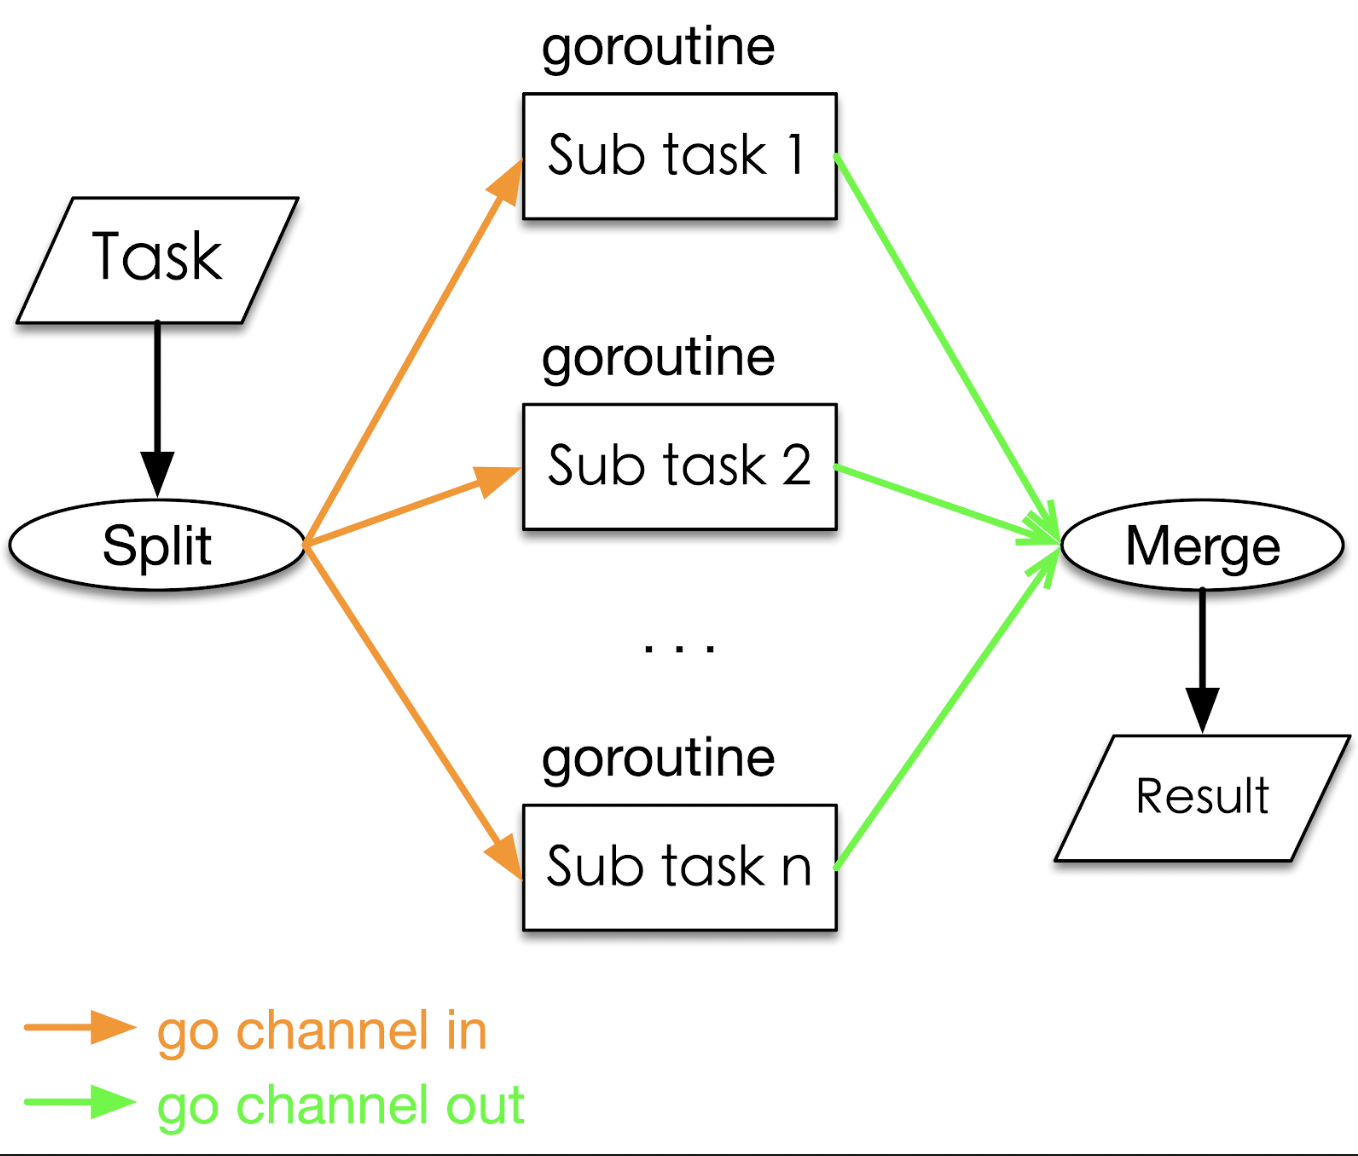 goroutine
Sub task 1
Task
goroutine
Sub task 2
Split
Merge
. . .
goroutine
Sub task n
Result
go channel in
go channel out